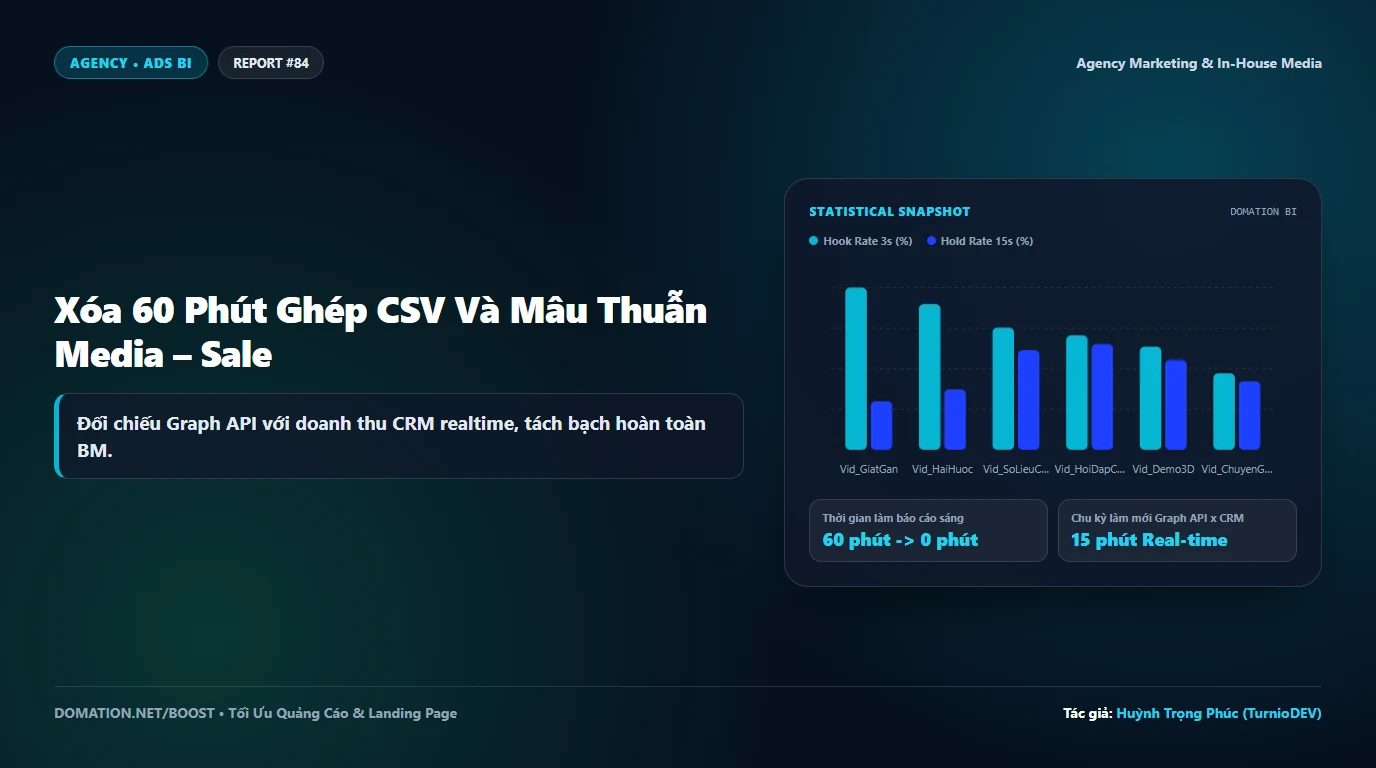 AGENCY • ADS BI
REPORT #84
Agency Marketing & In-House Media
Xóa 60 Phút Ghép CSV Và Mâu Thuẫn
Media – Sale
Đối chiếu Graph API với doanh thu CRM realtime, tách bạch hoàn toàn
BM.
STATISTICAL SNAPSHOT
DOMATION BI
Hook Rate 3s (%)
Hold Rate 15s (%)
Vid_GiatGan
Vid_HaiHuoc
Vid_SoLieuC...
Vid_HoiDapC...
Vid_Demo3D
Vid_ChuyenG...
Thời gian làm báo cáo sáng
60 phút -> 0 phút
Chu kỳ làm mới Graph API x CRM
15 phút Real-time
DOMATION.NET/BOOST • Tối Ưu Quảng Cáo & Landing Page
Tác giả: Huỳnh Trọng Phúc (TurnioDEV)